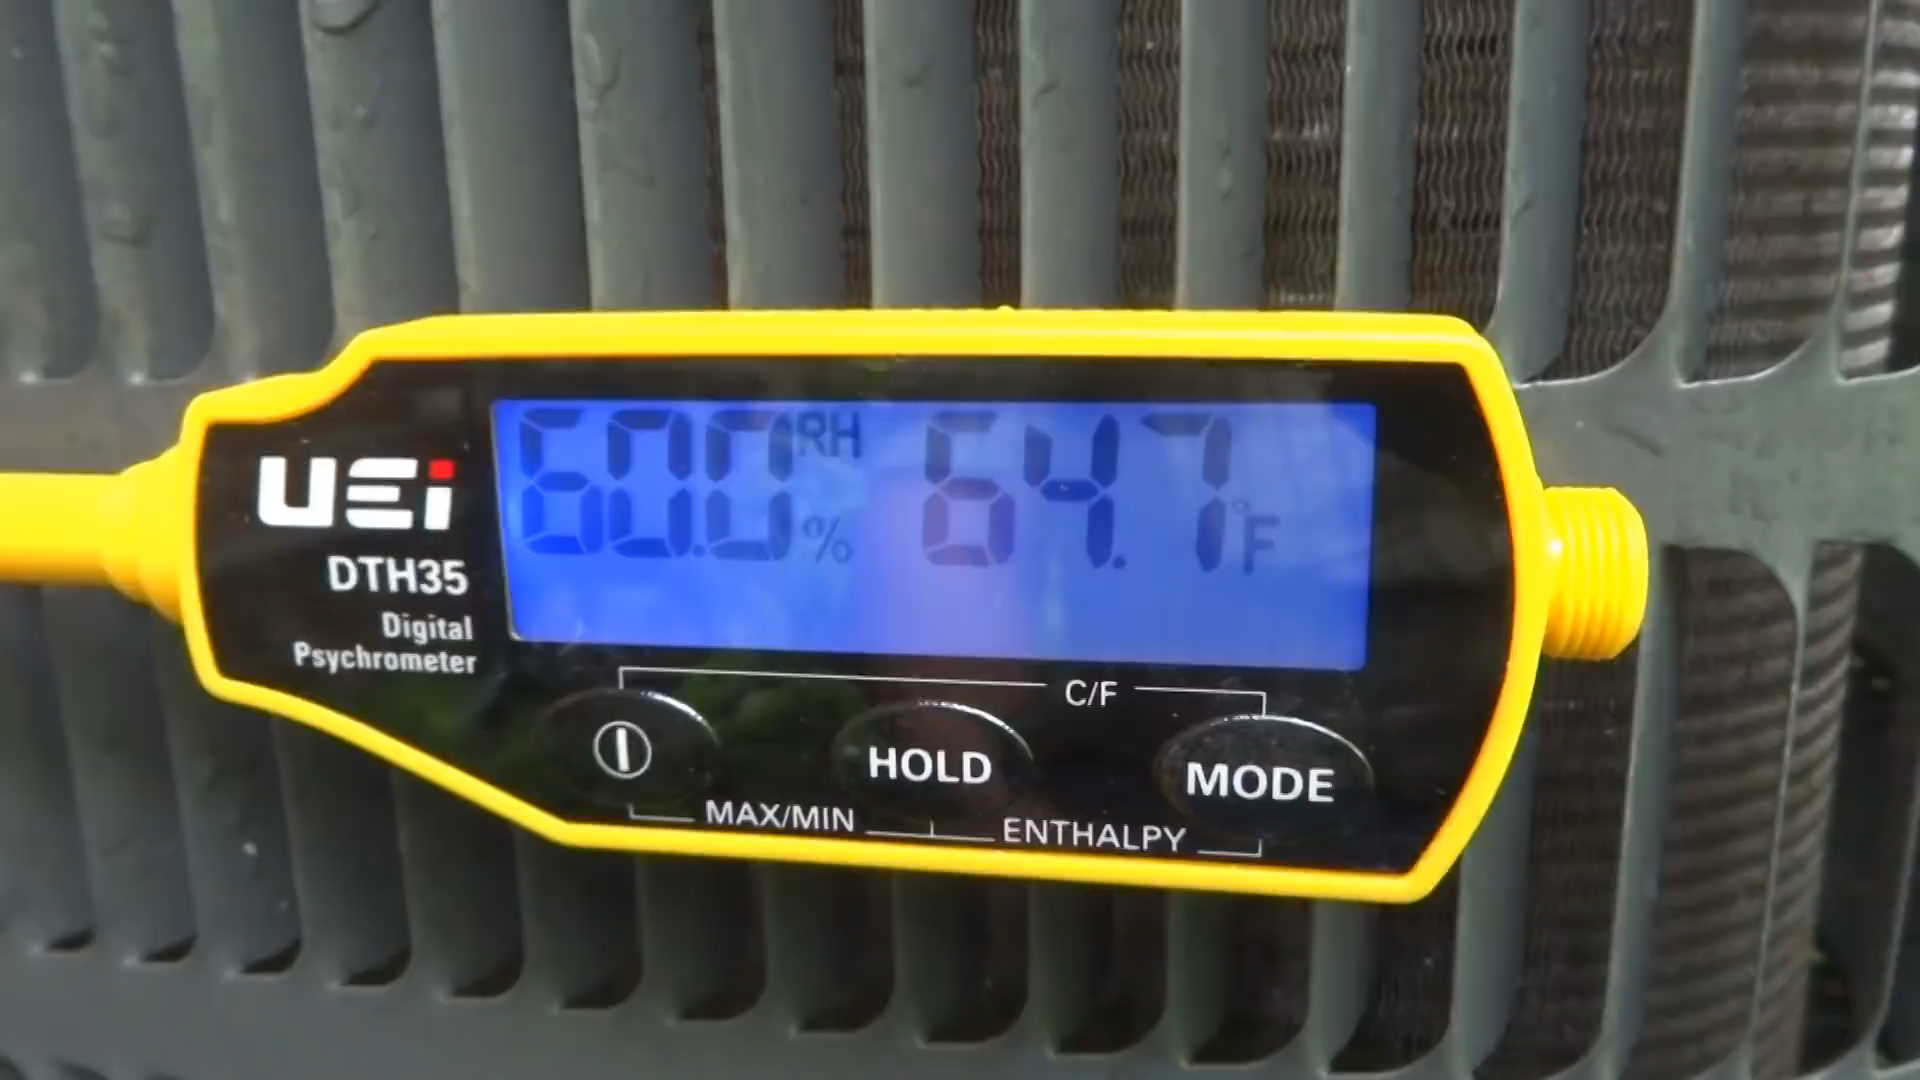 60.0 RH % 64.7 °F
UEi
DTH35
Digital
Psychrometer
C/F
HOLD
MODE
MAX/MIN
ENTHALPY